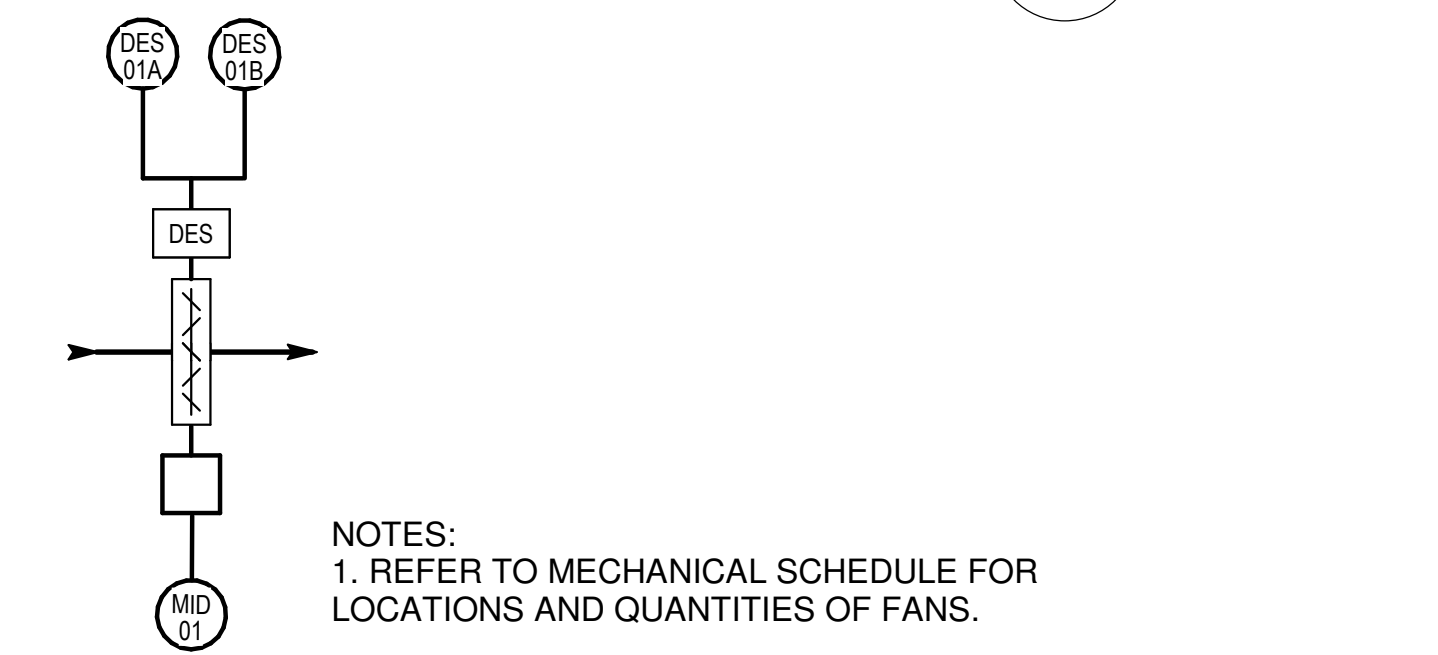 DES
01A
DES
01B
DES
NOTES:
1. REFER TO MECHANICAL SCHEDULE FOR
LOCATIONS AND QUANTITIES OF FANS.
MID
01